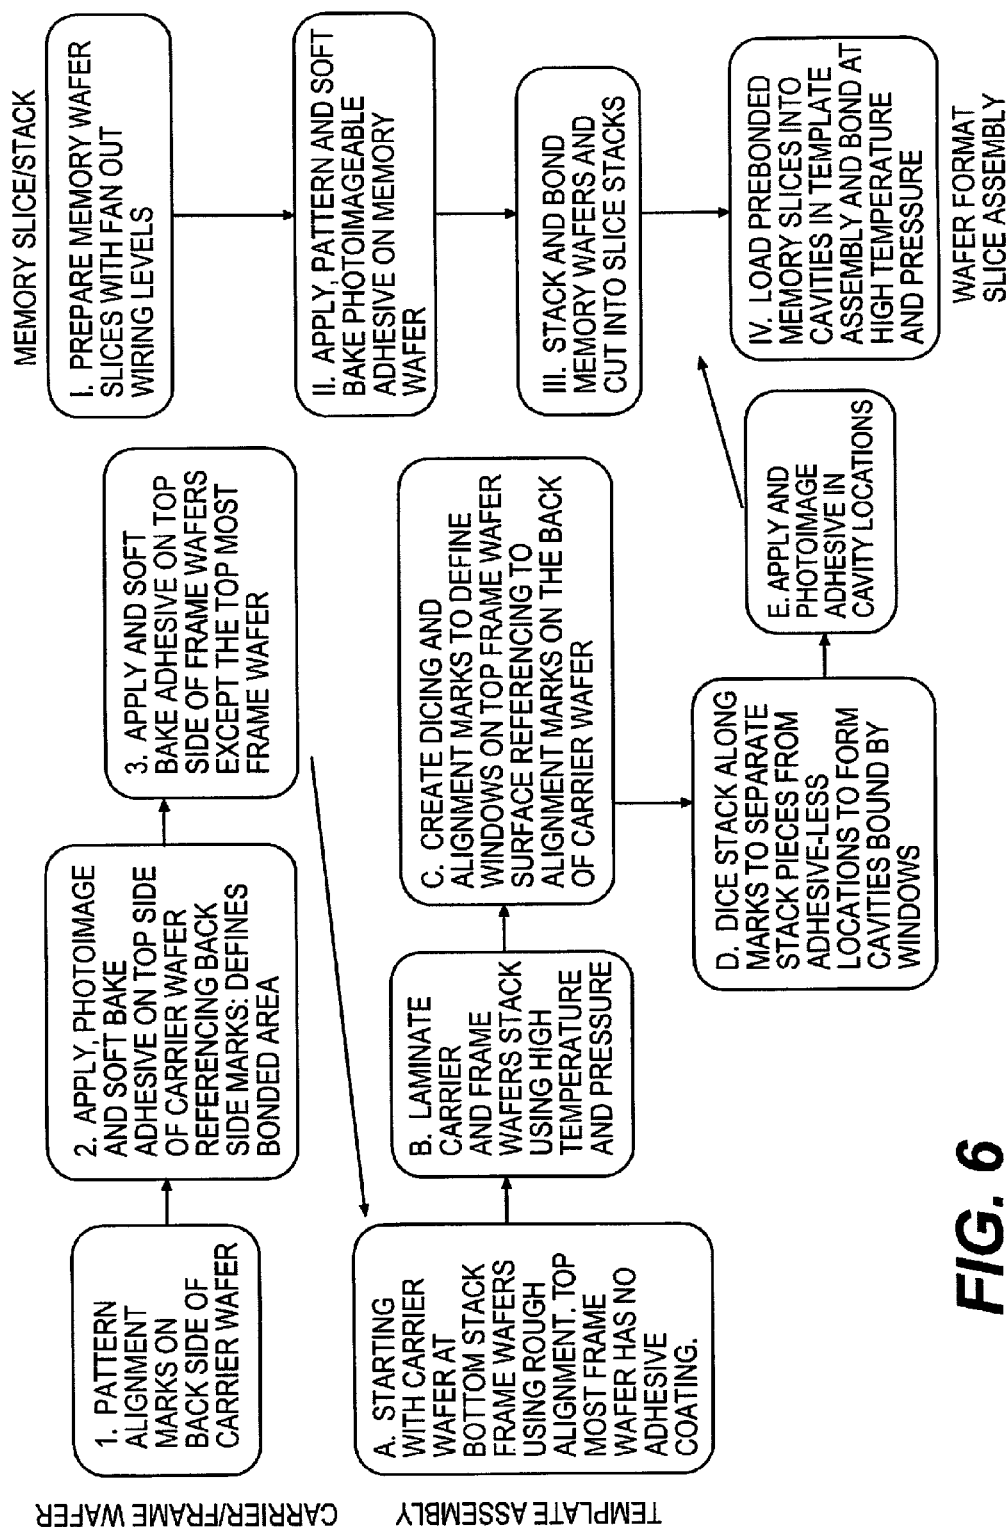 CARRIER/FRAME WAFER
1. PATTERN
ALIGNMENT
MARKS ON
BACK SIDE OF
CARRIER WAFER
2. APPLY, PHOTOIMAGE
AND SOFT BAKE
ADHESIVE ON TOP SIDE
OF CARRIER WAFER
REFERENCING BACK
SIDE MARKS: DEFINES
BONDED AREA
3. APPLY AND SOFT
BAKE ADHESIVE ON TOP
SIDE OF FRAME WAFERS
EXCEPT THE TOP MOST
FRAME WAFER
TEMPLATE ASSEMBLY
A. STARTING
WITH CARRIER
WAFER AT
BOTTOM STACK
FRAME WAFERS
USING ROUGH
ALIGNMENT. TOP
MOST FRAME
WAFER HAS NO
ADHESIVE
COATING.
B. LAMINATE
CARRIER
AND FRAME
WAFERS STACK
USING HIGH
TEMPERATURE
AND PRESSURE
C. CREATE DICING AND
ALIGNMENT MARKS TO DEFINE
WINDOWS ON TOP FRAME WAFER
SURFACE REFERENCING TO
ALIGNMENT MARKS ON THE BACK
OF CARRIER WAFER
D. DICE STACK ALONG
MARKS TO SEPARATE
STACK PIECES FROM
ADHESIVE-LESS
LOCATIONS TO FORM
CAVITIES BOUND BY
WINDOWS
E. APPLY AND
PHOTOIMAGE
ADHESIVE IN
CAVITY LOCATIONS
MEMORY SLICE/STACK
I. PREPARE MEMORY WAFER
SLICES WITH FAN OUT
WIRING LEVELS
II. APPLY, PATTERN AND SOFT
BAKE PHOTOIMAGEABLE
ADHESIVE ON MEMORY
WAFER
III. STACK AND BOND
MEMORY WAFERS AND
CUT INTO SLICE STACKS
IV. LOAD PREBONDED
MEMORY SLICES INTO
CAVITIES IN TEMPLATE
ASSEMBLY AND BOND AT
HIGH TEMPERATURE
AND PRESSURE
WAFER FORMAT
SLICE ASSEMBLY
FIG. 6